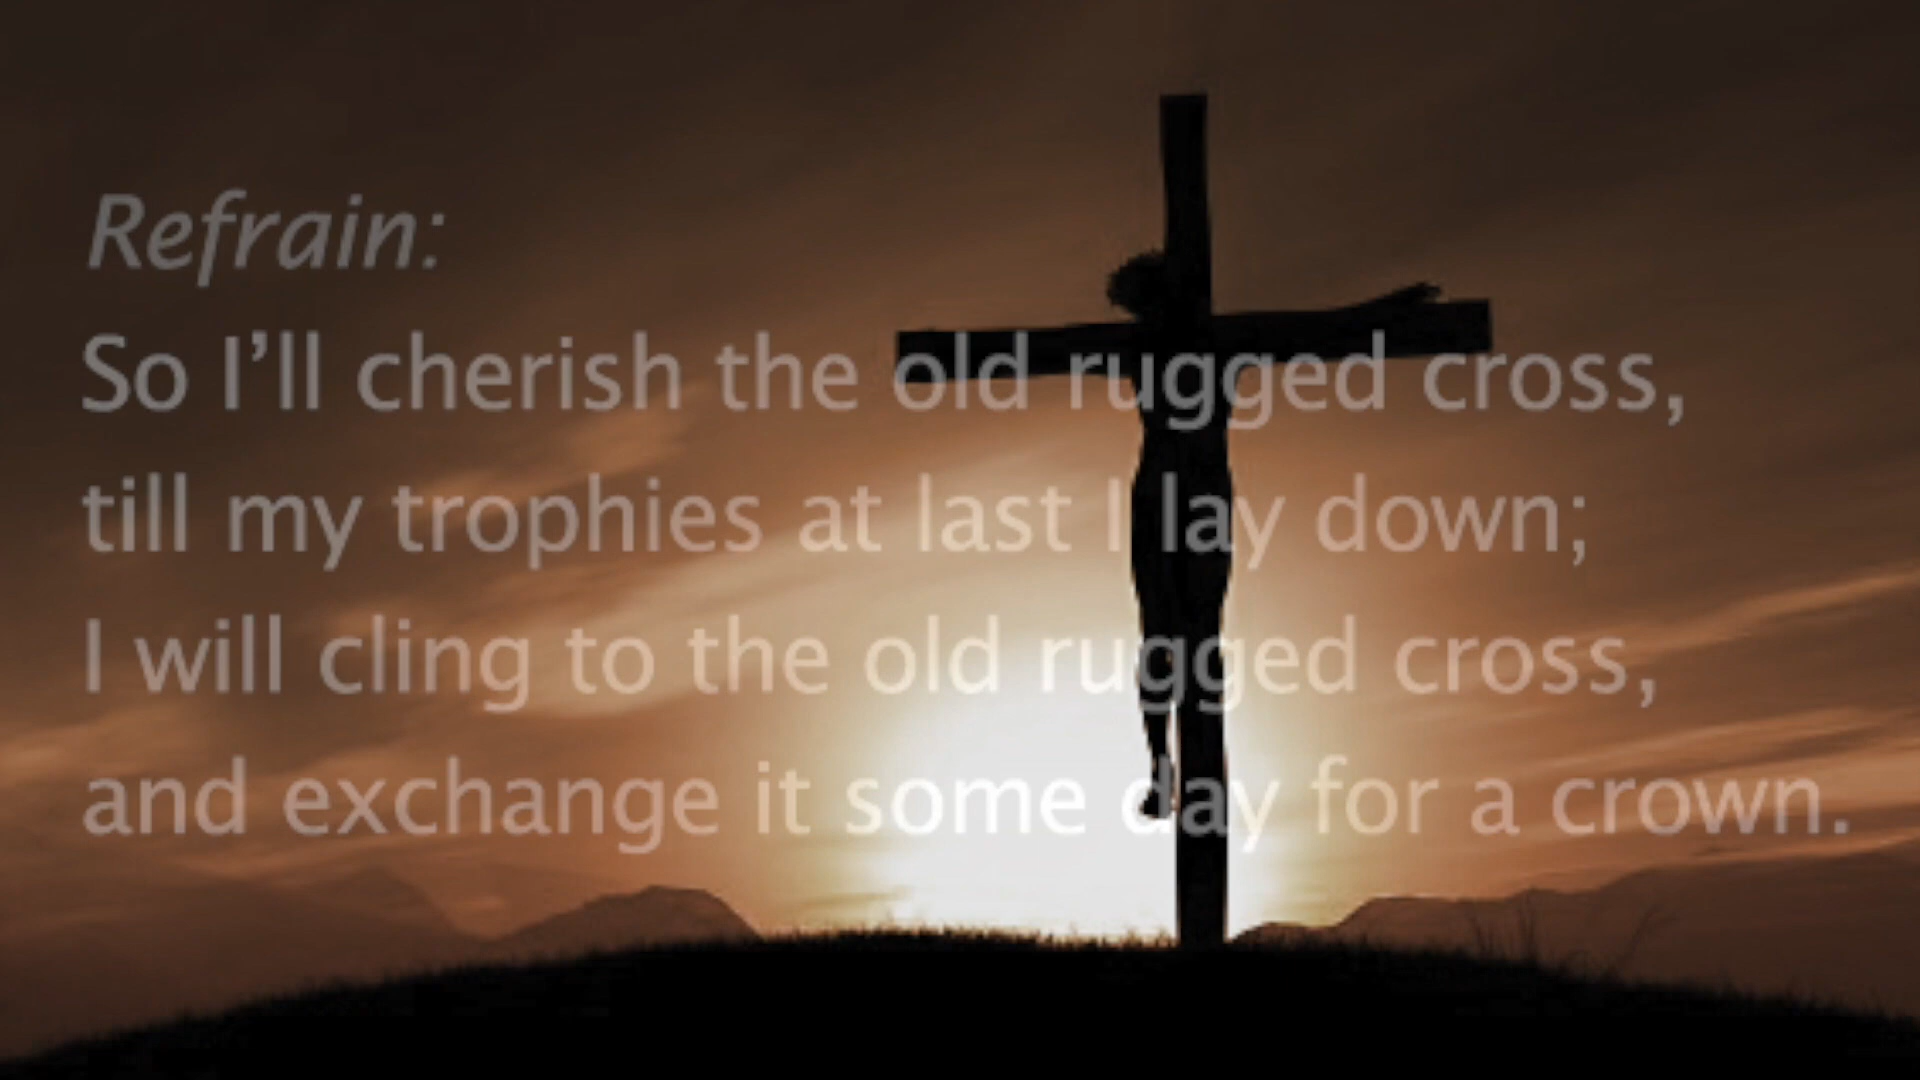 Refrain:
So I’ll cherish the old rugged cross,
till my trophies at last I lay down;
I will cling to the old rugged cross,
and exchange it some day for a crown.